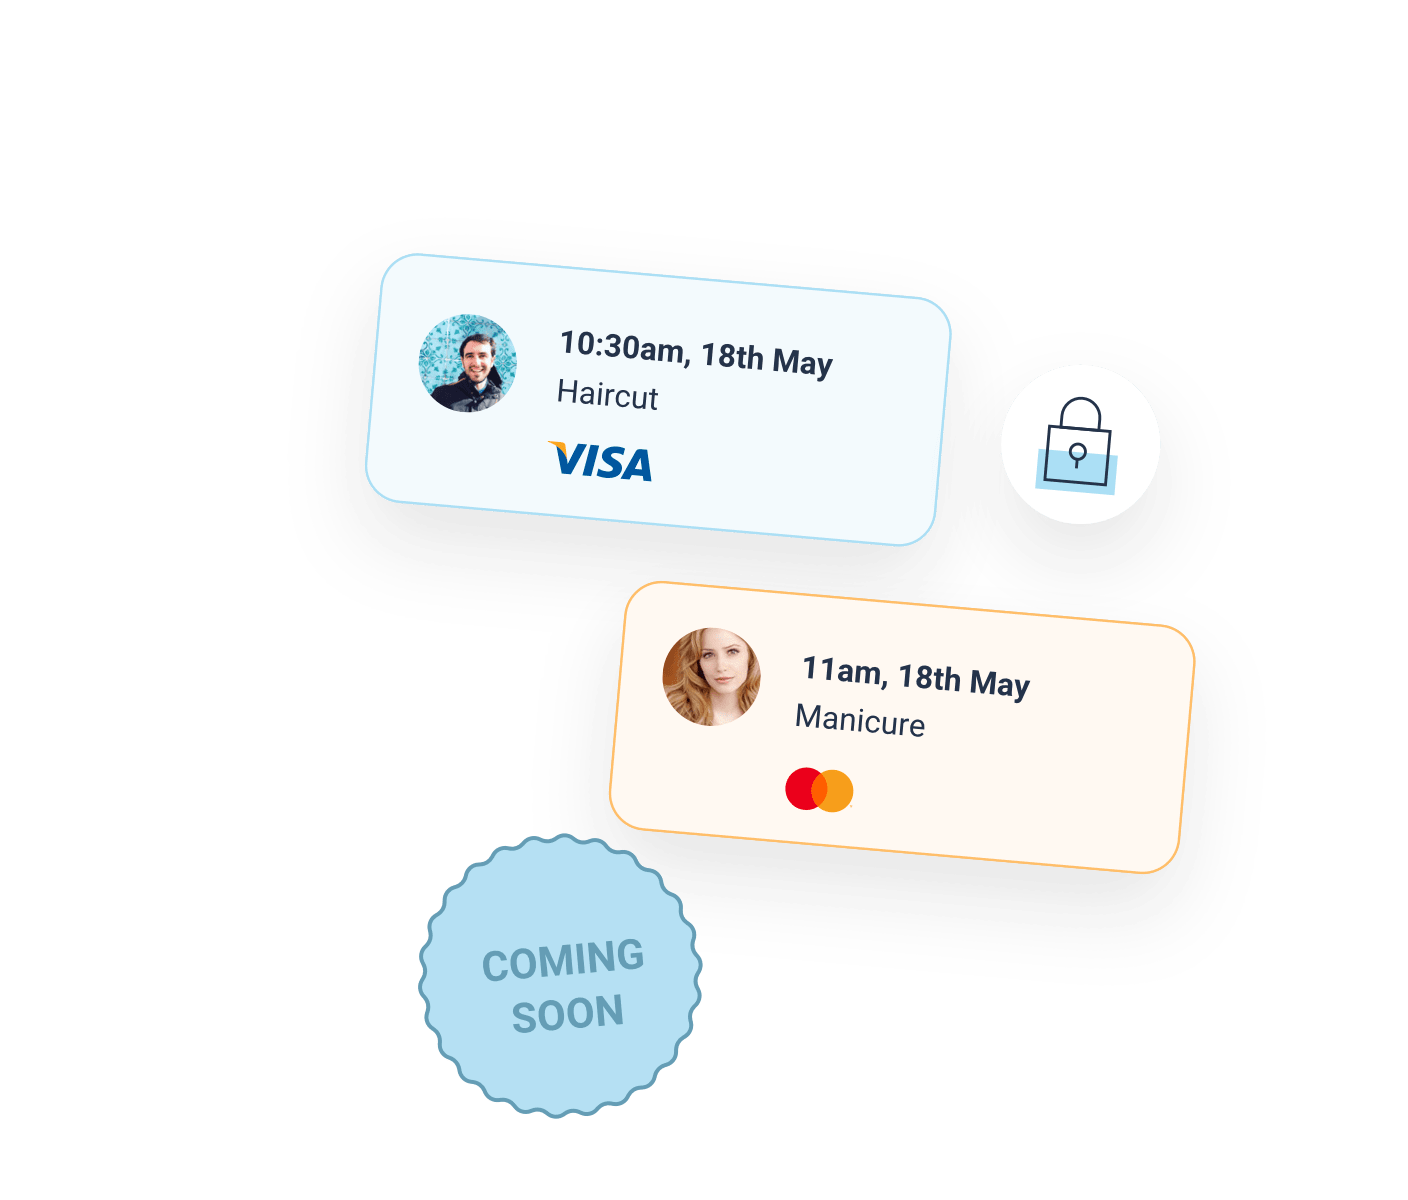 10:30am, 18th May
Haircut
VISA
11am, 18th May
Manicure
COMING
SOON